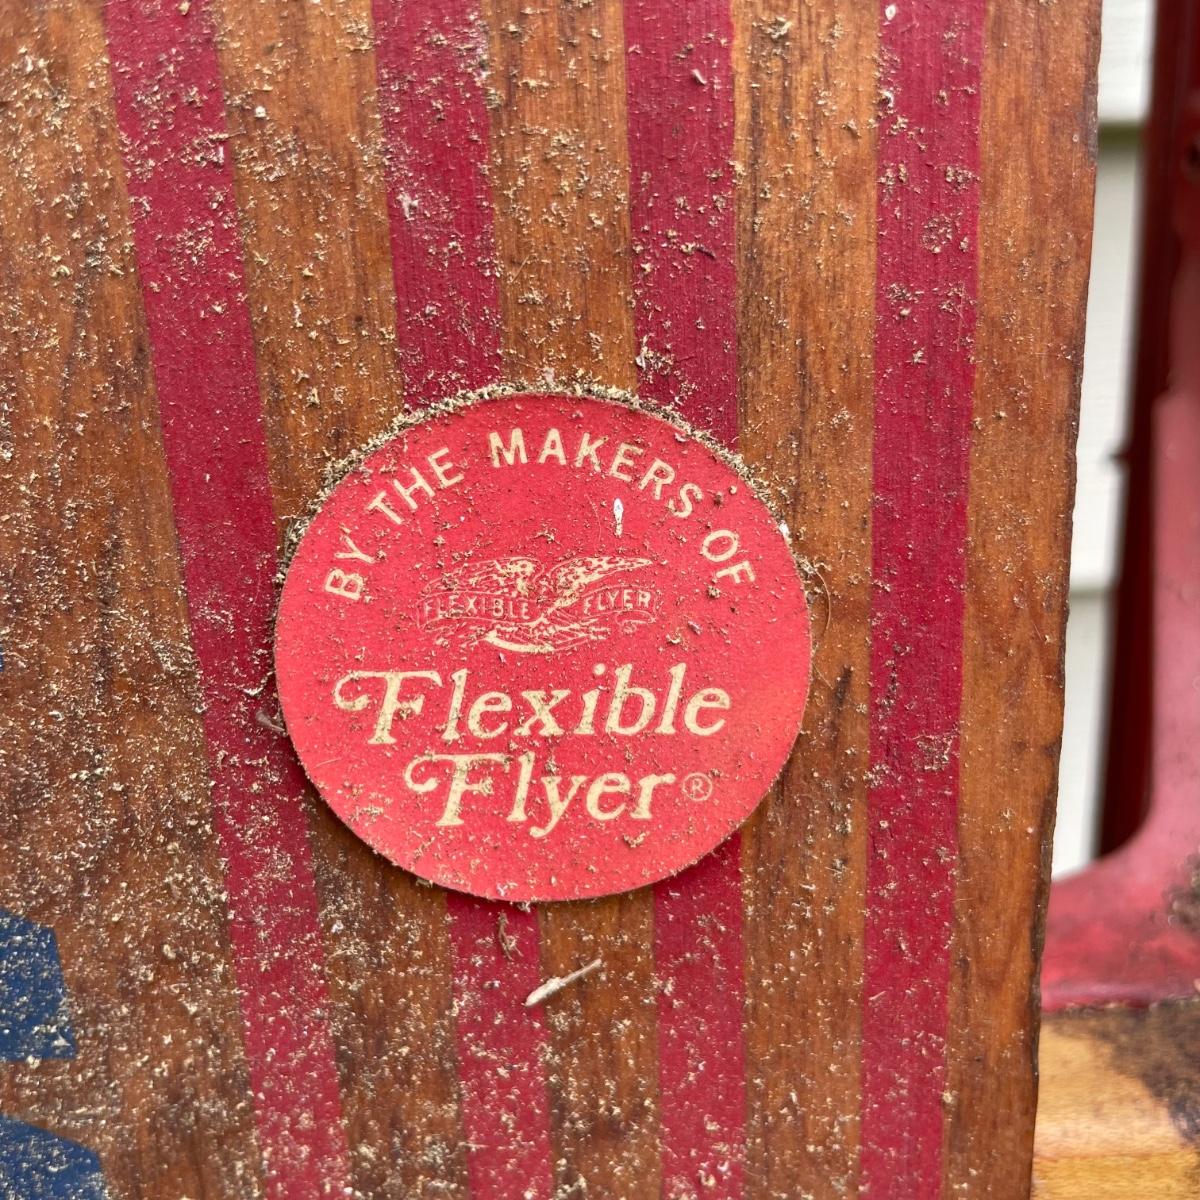 BY THE MAKERS OF
FLEXIBLE FLYER
Flexible
Flyer®